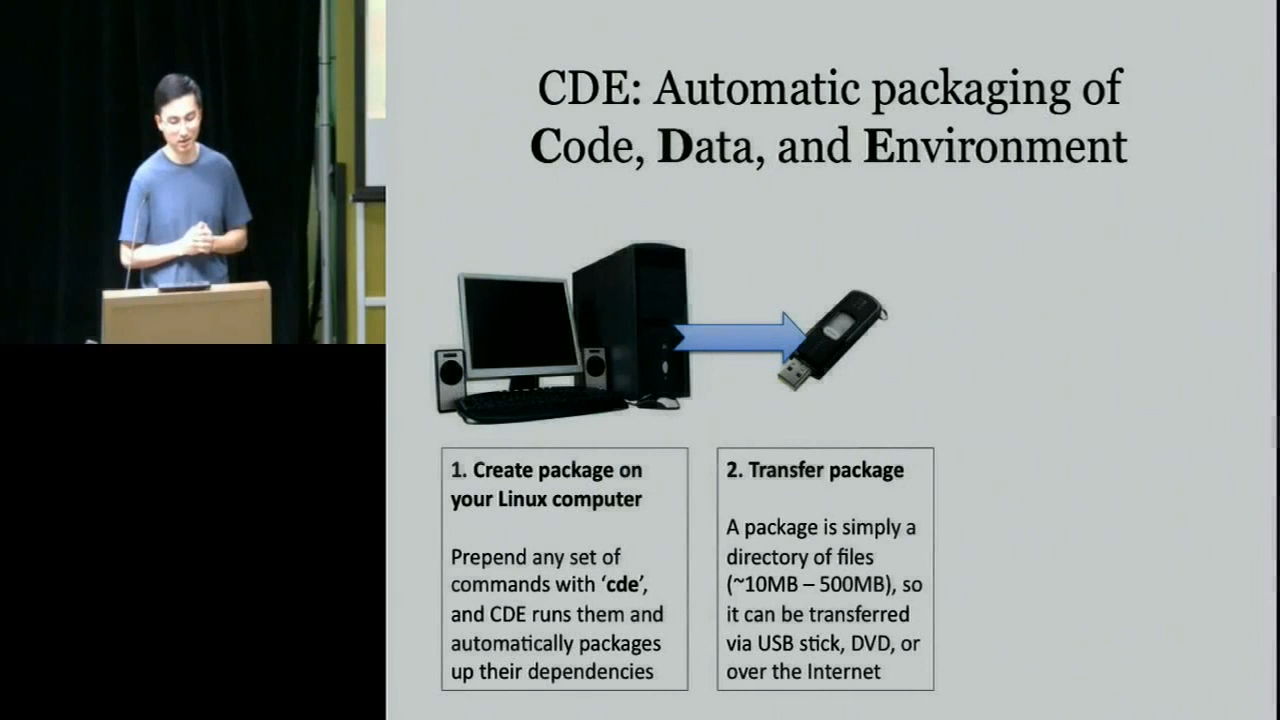 CDE: Automatic packaging of
Code, Data, and Environment
1. Create package on
your Linux computer
Prepend any set of
commands with ‘cde’,
and CDE runs them and
automatically packages
up their dependencies
2. Transfer package
A package is simply a
directory of files
(~10MB – 500MB), so
it can be transferred
via USB stick, DVD, or
over the Internet